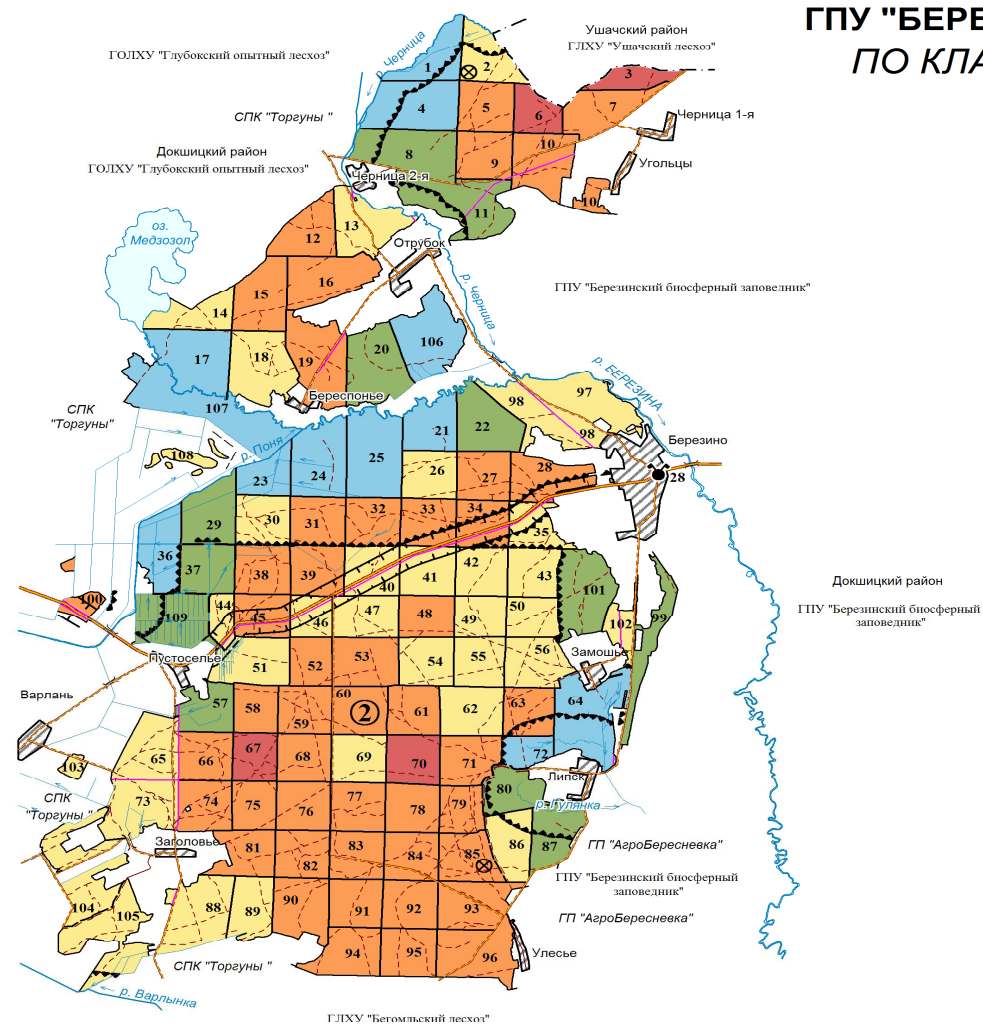 ГПУ "БЕРЕ
ПО КЛА
Ушачский район
ГЛХУ "Ушачский лесхоз"
ГОЛХУ "Глубокский опытный лесхоз"
р. Черница
1
2
3
4
5
6
7
СПК "Торгуны "
Черница 1-я
Докшицкий район
ГОЛХУ "Глубокский опытный лесхоз"
8
9
10
Угольцы
Черница 2-я
10
11
оз.
Медзозол
12
13
Отрубок
р. Черница
ГПУ "Березинский биосферный заповедник"
14
15
16
17
18
19
20
106
р. БЕРЕЗИНА
Береспонье
СПК
"Торгуны"
107
98
97
98
Березино
р. Поня
21
22
108
23
24
25
26
27
28
28
29
30
31
32
33
34
35
36
37
38
39
40
41
42
43
101
Докшицкий район
ГПУ "Березинский биосферный
заповедник"
100
109
44
45
46
47
48
49
50
102
99
Пустоселье
51
52
53
54
55
56
Замошье
Варлань
57
58
59
60
2
61
62
63
64
65
66
67
68
69
70
71
72
103
Липск
СПК
"Торгуны "
73
74
75
76
77
78
79
80
р. Гулянка
Заголовье
81
82
83
84
85
86
87
ГП "АгроБересневка"
ГПУ "Березинский биосферный
заповедник"
104
105
88
89
90
91
92
93
ГП "АгроБересневка"
94
95
96
Улесье
СПК "Торгуны "
р. Варлынка
ГЛХУ "Бегомльский лесхоз"